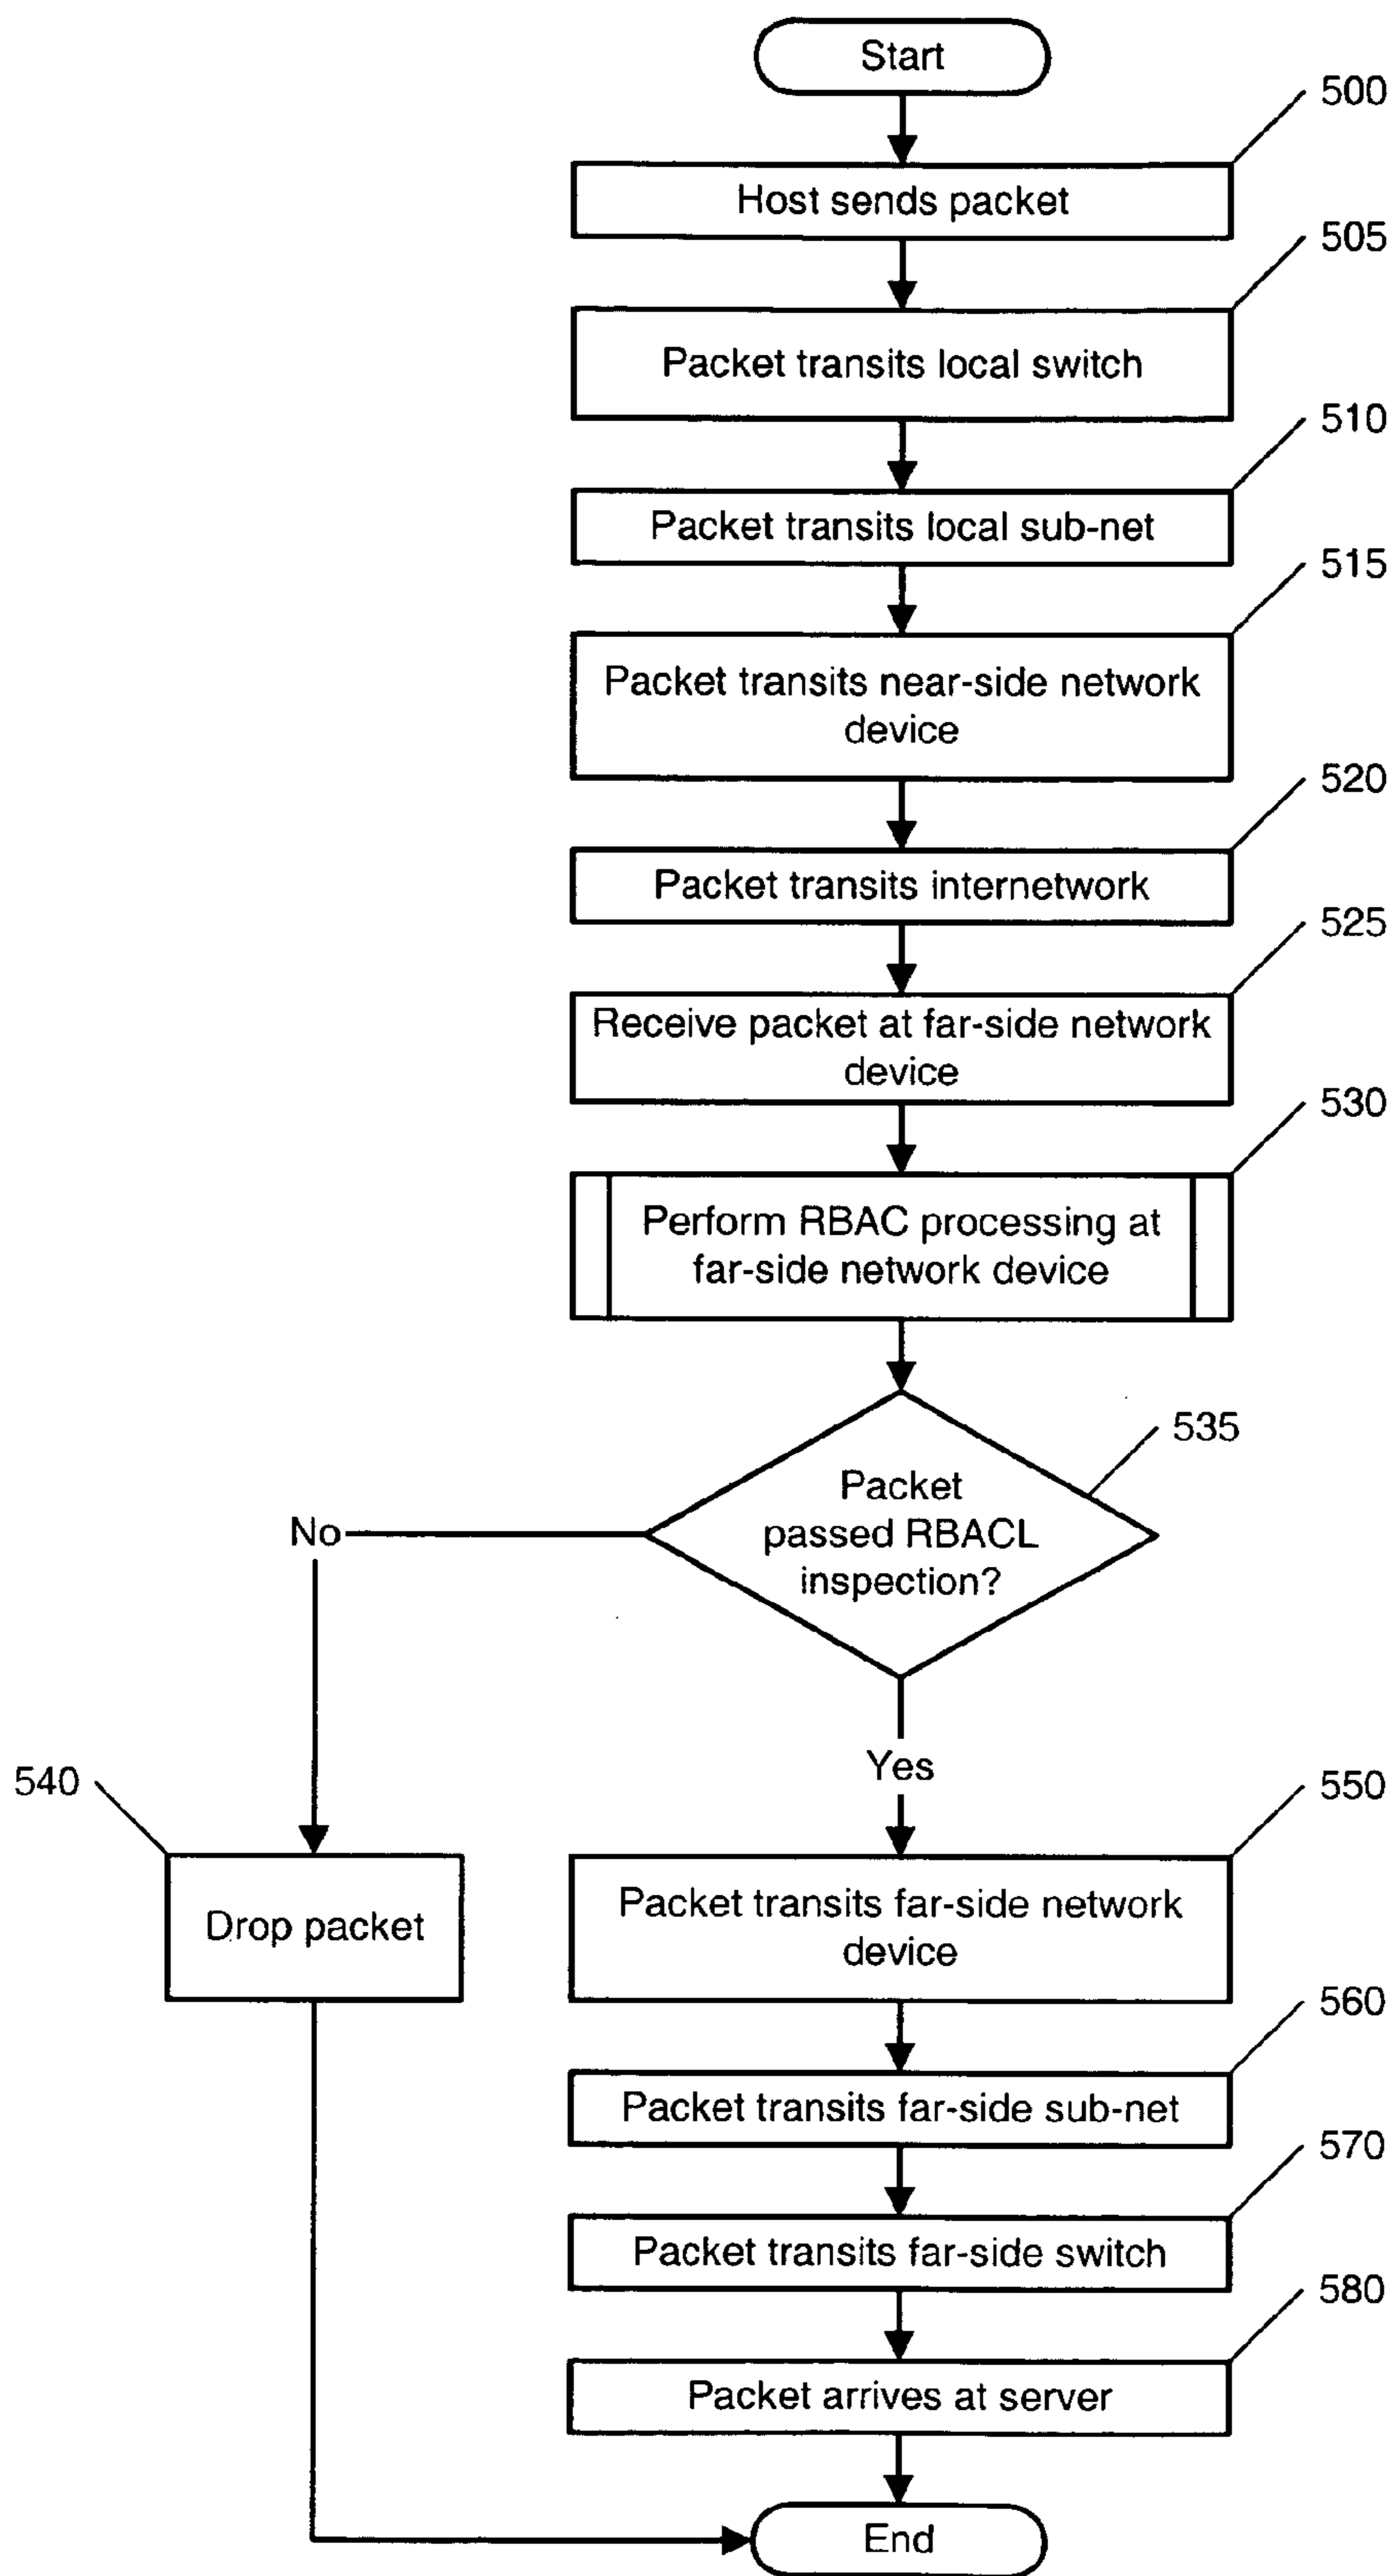 Start
500
Host sends packet
505
Packet transits local switch
510
Packet transits local sub-net
515
Packet transits near-side network
device
520
Packet transits internetwork
525
Receive packet at far-side network
device
530
Perform RBAC processing at
far-side network device
535
Packet
passed RBACL
inspection?
No
Yes
540
Drop packet
550
Packet transits far-side network
device
560
Packet transits far-side sub-net
570
Packet transits far-side switch
580
Packet arrives at server
End